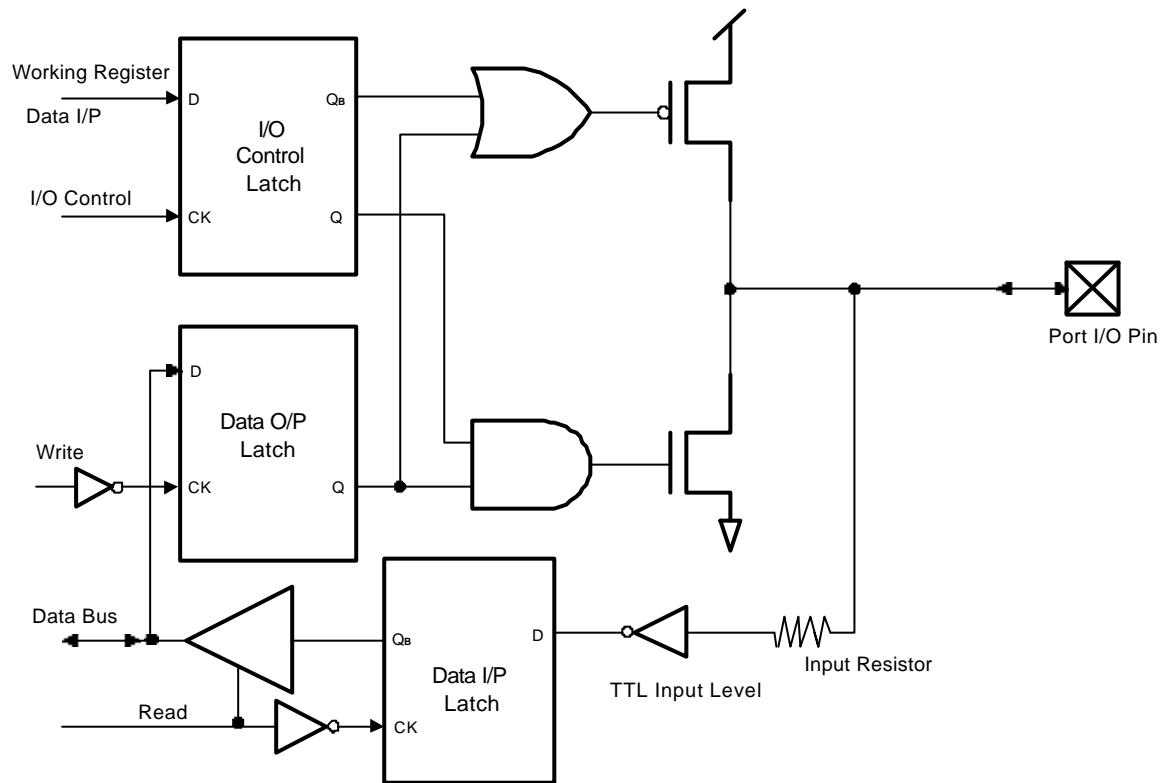 Working Register
Data I/P
D
QB
I/O
Control
Latch
I/O Control
CK
Q
Port I/O Pin
D
Data O/P
Latch
Write
CK
Q
Data Bus
QB
D
Data I/P
Latch
TTL Input Level
Input Resistor
Read
CK